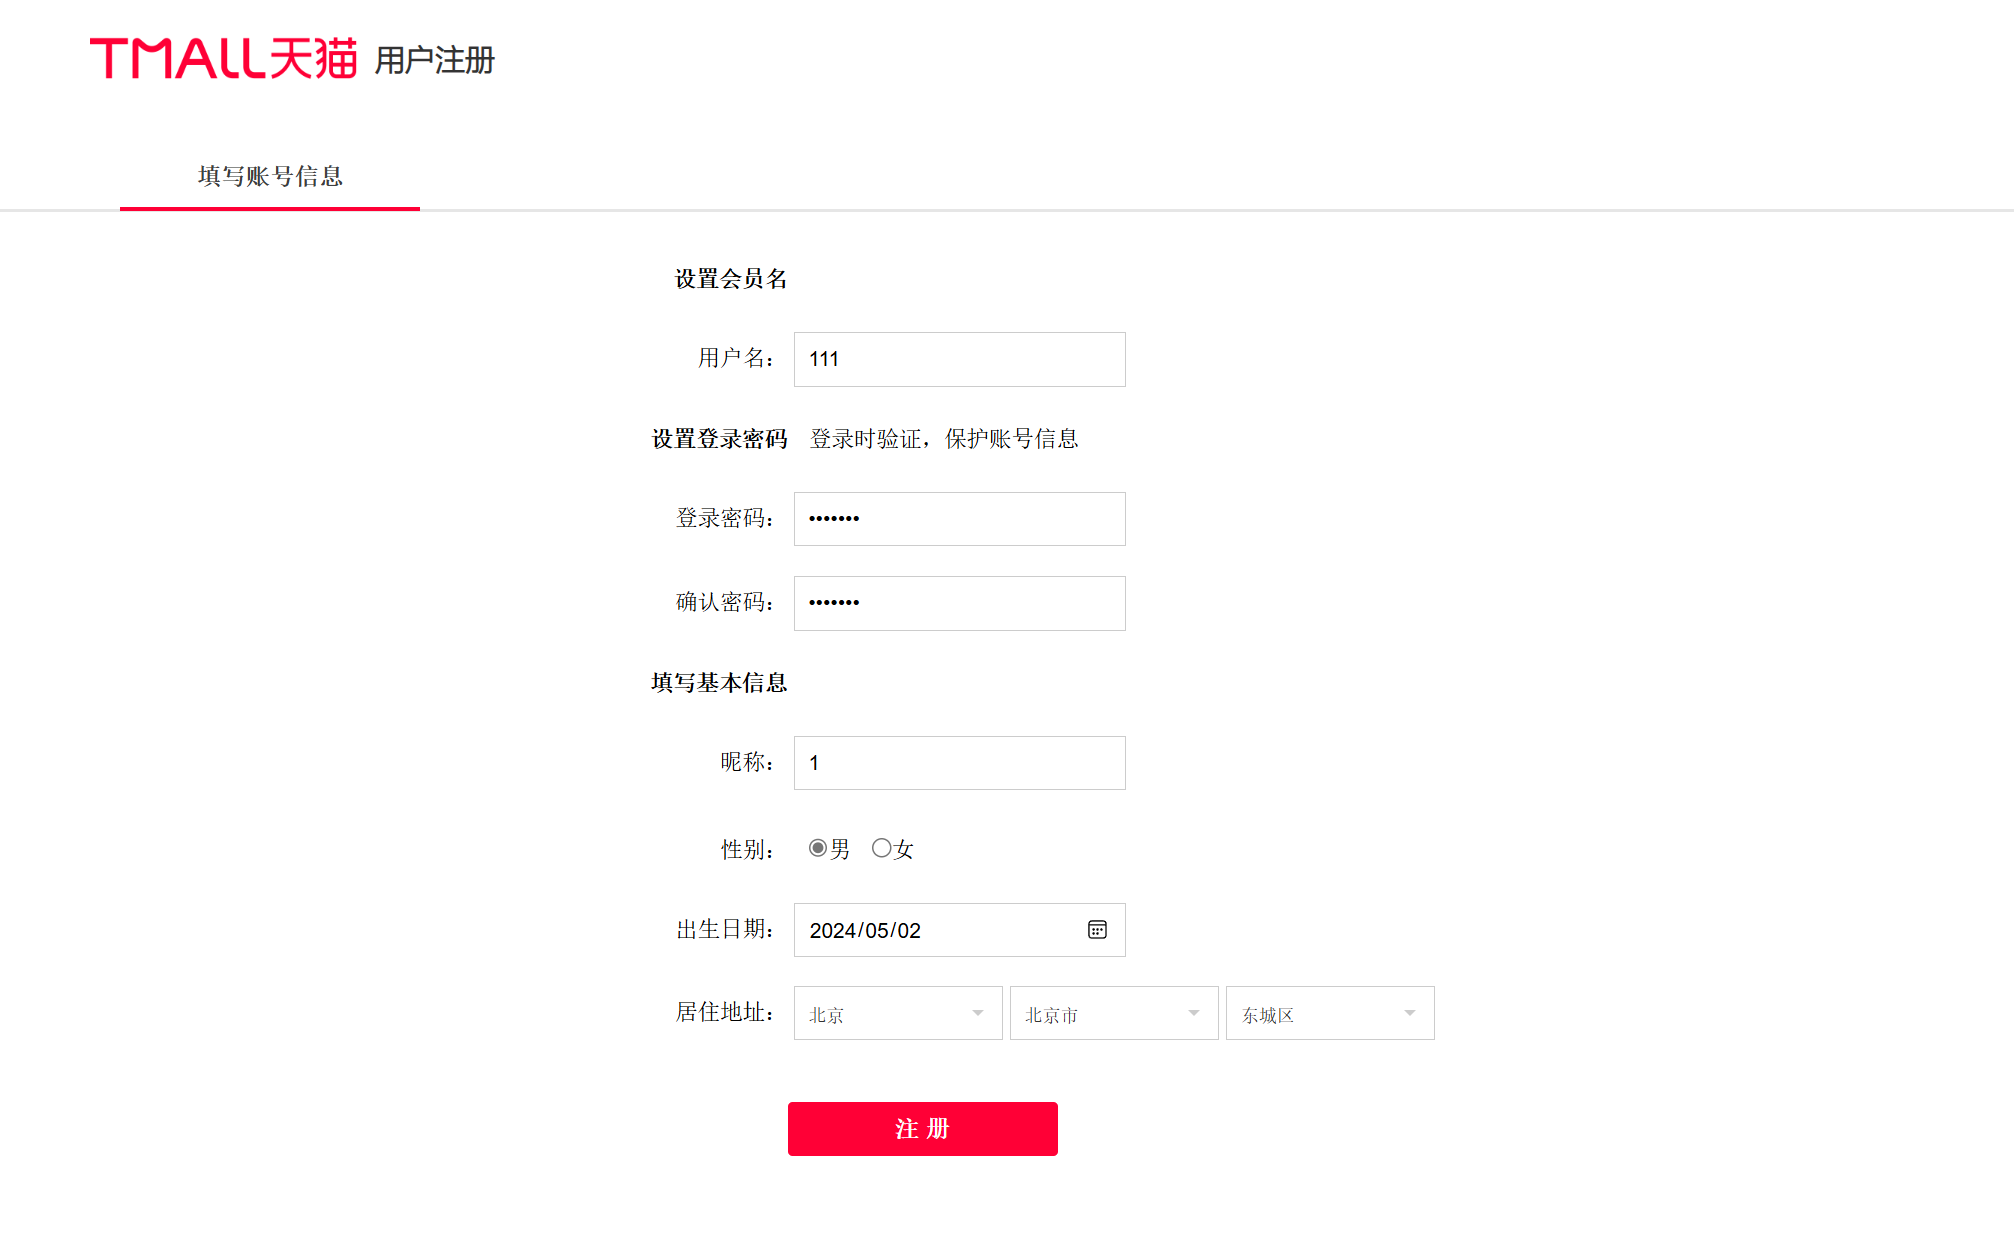 TMALL天猫 用户注册
填写账号信息
设置会员名
用户名： 111
设置登录密码 登录时验证，保护账号信息
登录密码： •••••••
确认密码： •••••••
填写基本信息
昵称： 1
性别： 男 女
出生日期： 2024/05/02
居住地址： 北京 北京市 东城区
注 册